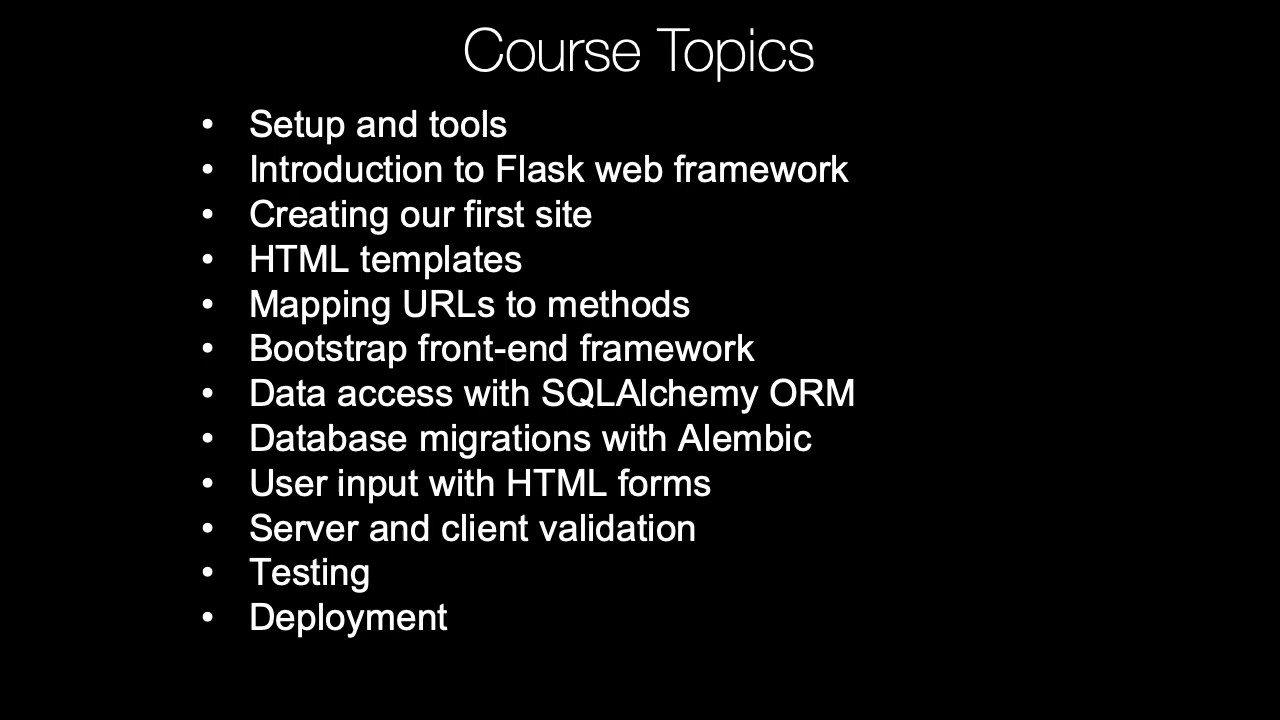 Course Topics
• Setup and tools
• Introduction to Flask web framework
• Creating our first site
• HTML templates
• Mapping URLs to methods
• Bootstrap front-end framework
• Data access with SQLAlchemy ORM
• Database migrations with Alembic
• User input with HTML forms
• Server and client validation
• Testing
• Deployment